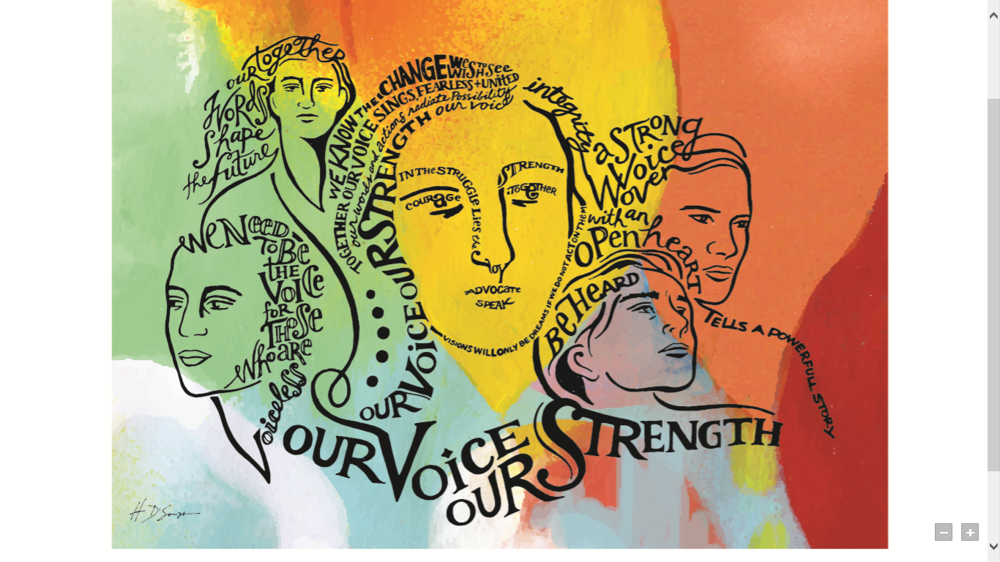 our together
Words
Shape
the future
WE KNOW THE CHANGE WE WISH TO See
TOGETHER OUR VOICE SINGS, FEARLESS + UNITED
our words and actions radiate Possibility
OUR VOICE OUR STRENGTH our voice
integrity
a STRONG
Voice
Woven
with an
OPen heart
TELLS A POWERFULL STORY
IN THE STRUGGLE Lies the Joy
STRENGTH
COURaGe
TOGeTHER
ADVOCATE
SPEAK
VISIONS WILL ONLY BE DREAMS IF WE DO NOT ACT ON THEM
Be HeARD
WE NeeD
To Be
THE
VOICE
FOR
THoSe
Who ARe
Voiceless
OUR VOiCE
OUR VOiCE
OUR STRENGTH
H D'Souza